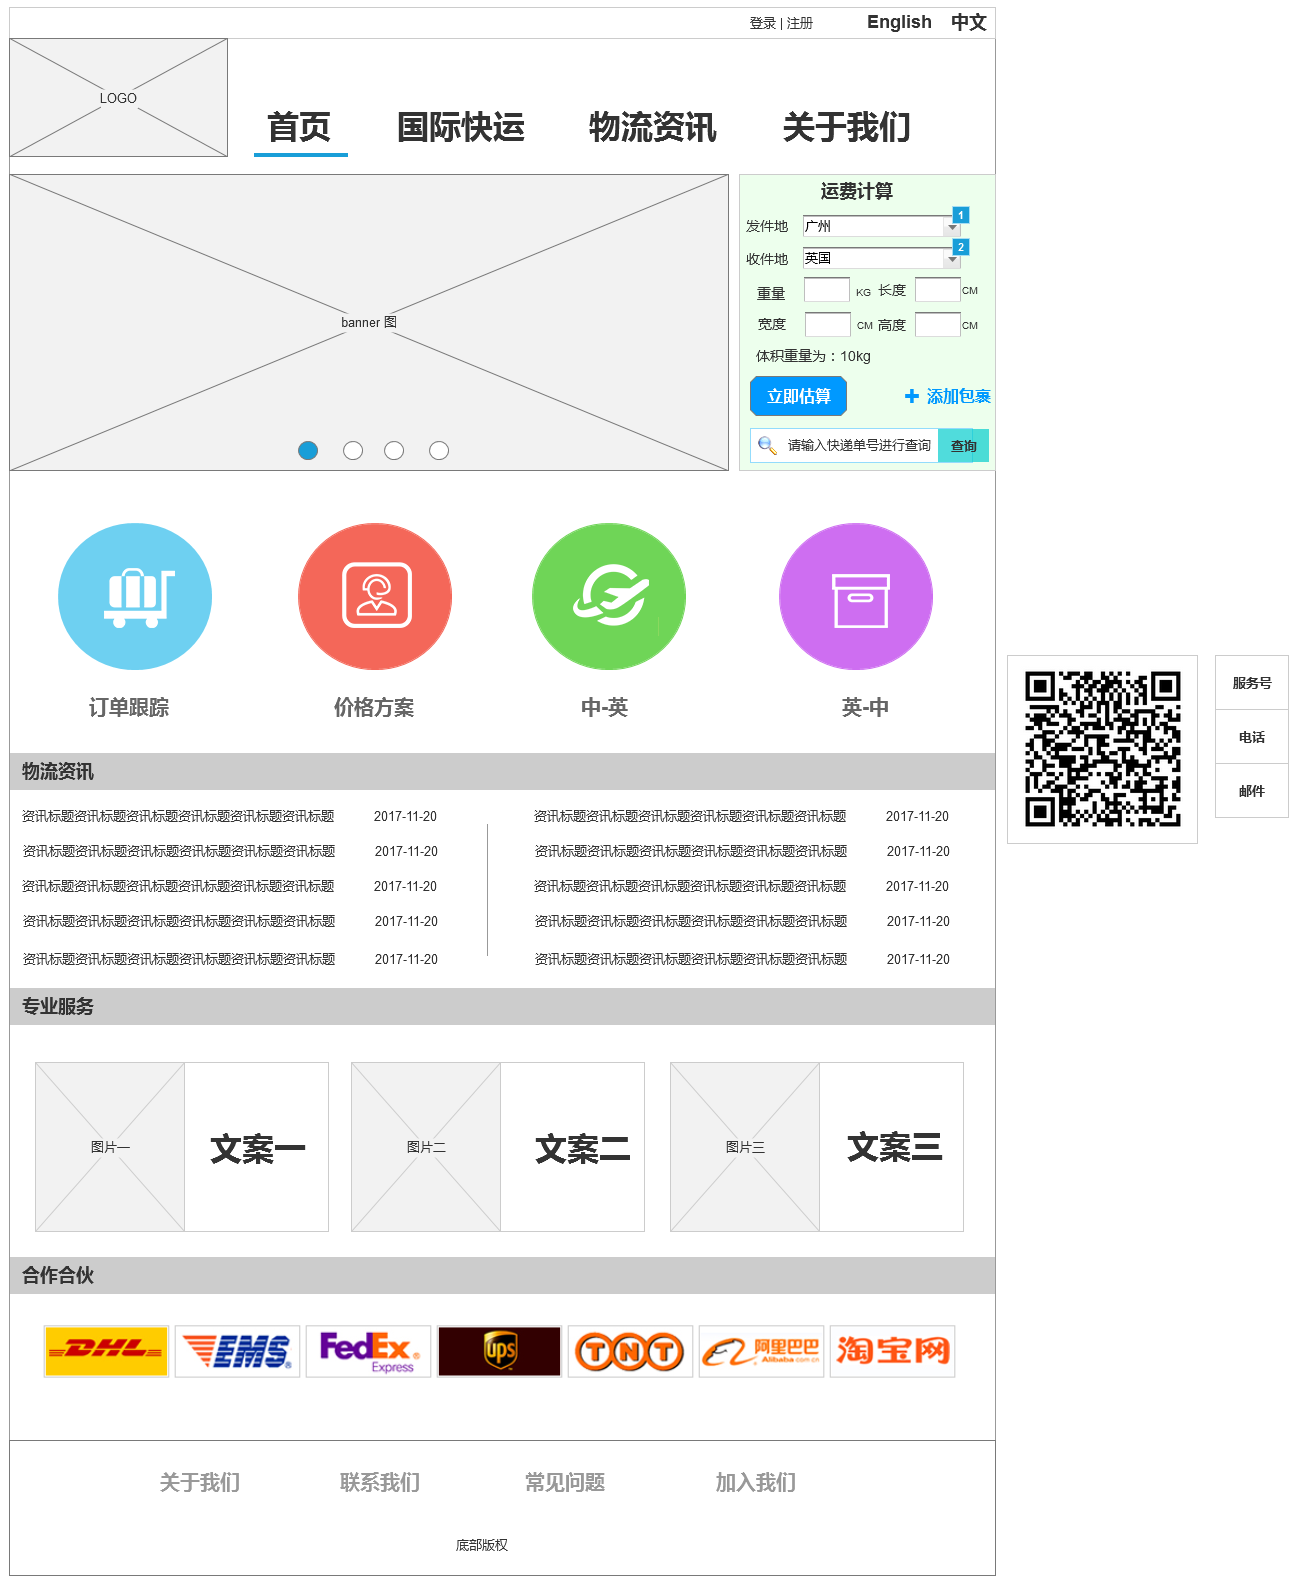 登录 | 注册
English 中文
LOGO
首页 国际快运 物流资讯 关于我们
banner 图
运费计算
发件地 广州 1
收件地 英国 2
重量 KG 长度 CM
宽度 CM 高度 CM
体积重量为：10kg
立即估算 添加包裹
请输入快递单号进行查询 查询
订单跟踪 价格方案 中-英 英-中
服务号
电话
邮件
物流资讯
资讯标题资讯标题资讯标题资讯标题资讯标题资讯标题 2017-11-20 资讯标题资讯标题资讯标题资讯标题资讯标题资讯标题 2017-11-20
资讯标题资讯标题资讯标题资讯标题资讯标题资讯标题 2017-11-20 资讯标题资讯标题资讯标题资讯标题资讯标题资讯标题 2017-11-20
资讯标题资讯标题资讯标题资讯标题资讯标题资讯标题 2017-11-20 资讯标题资讯标题资讯标题资讯标题资讯标题资讯标题 2017-11-20
资讯标题资讯标题资讯标题资讯标题资讯标题资讯标题 2017-11-20 资讯标题资讯标题资讯标题资讯标题资讯标题资讯标题 2017-11-20
资讯标题资讯标题资讯标题资讯标题资讯标题资讯标题 2017-11-20 资讯标题资讯标题资讯标题资讯标题资讯标题资讯标题 2017-11-20
专业服务
图片一 文案一 图片二 文案二 图片三 文案三
合作合伙
DHL EMS FedEx Express ups TNT 阿里巴巴 Alibaba.com.cn 淘宝网
关于我们 联系我们 常见问题 加入我们
底部版权